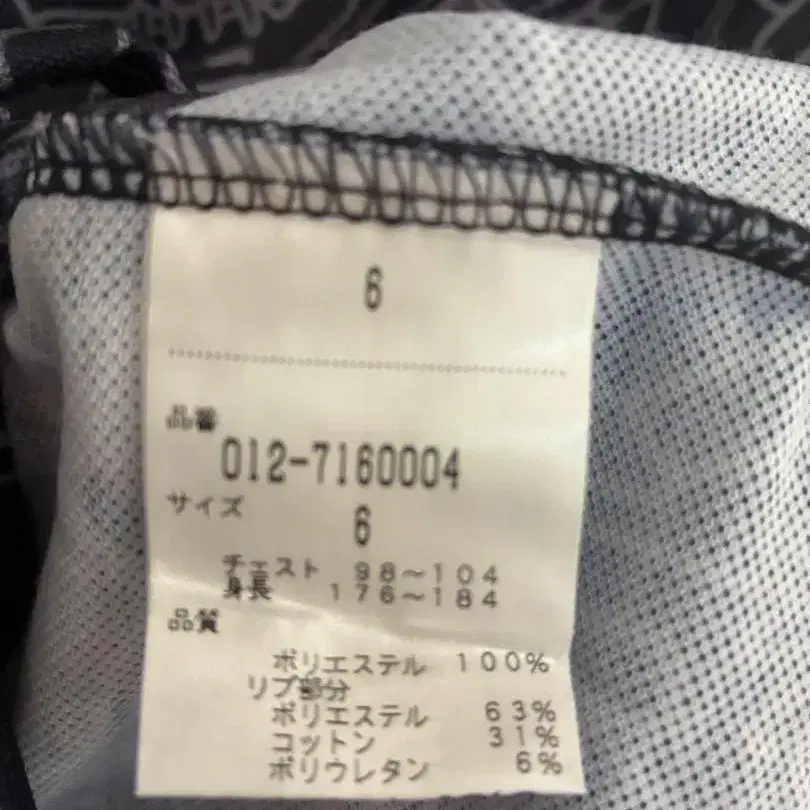 6
品番
012-7160004
サイズ
6
チェスト 98~104
身長 176~184
品質
ポリエステル 100%
リブ部分
ポリエステル 63%
コットン 31%
ポリウレタン 6%